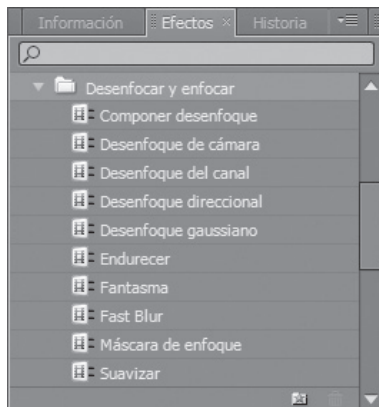 Información Efectos × Historia
Desenfocar y enfocar
Componer desenfoque
Desenfoque de cámara
Desenfoque del canal
Desenfoque direccional
Desenfoque gaussiano
Endurecer
Fantasma
Fast Blur
Máscara de enfoque
Suavizar